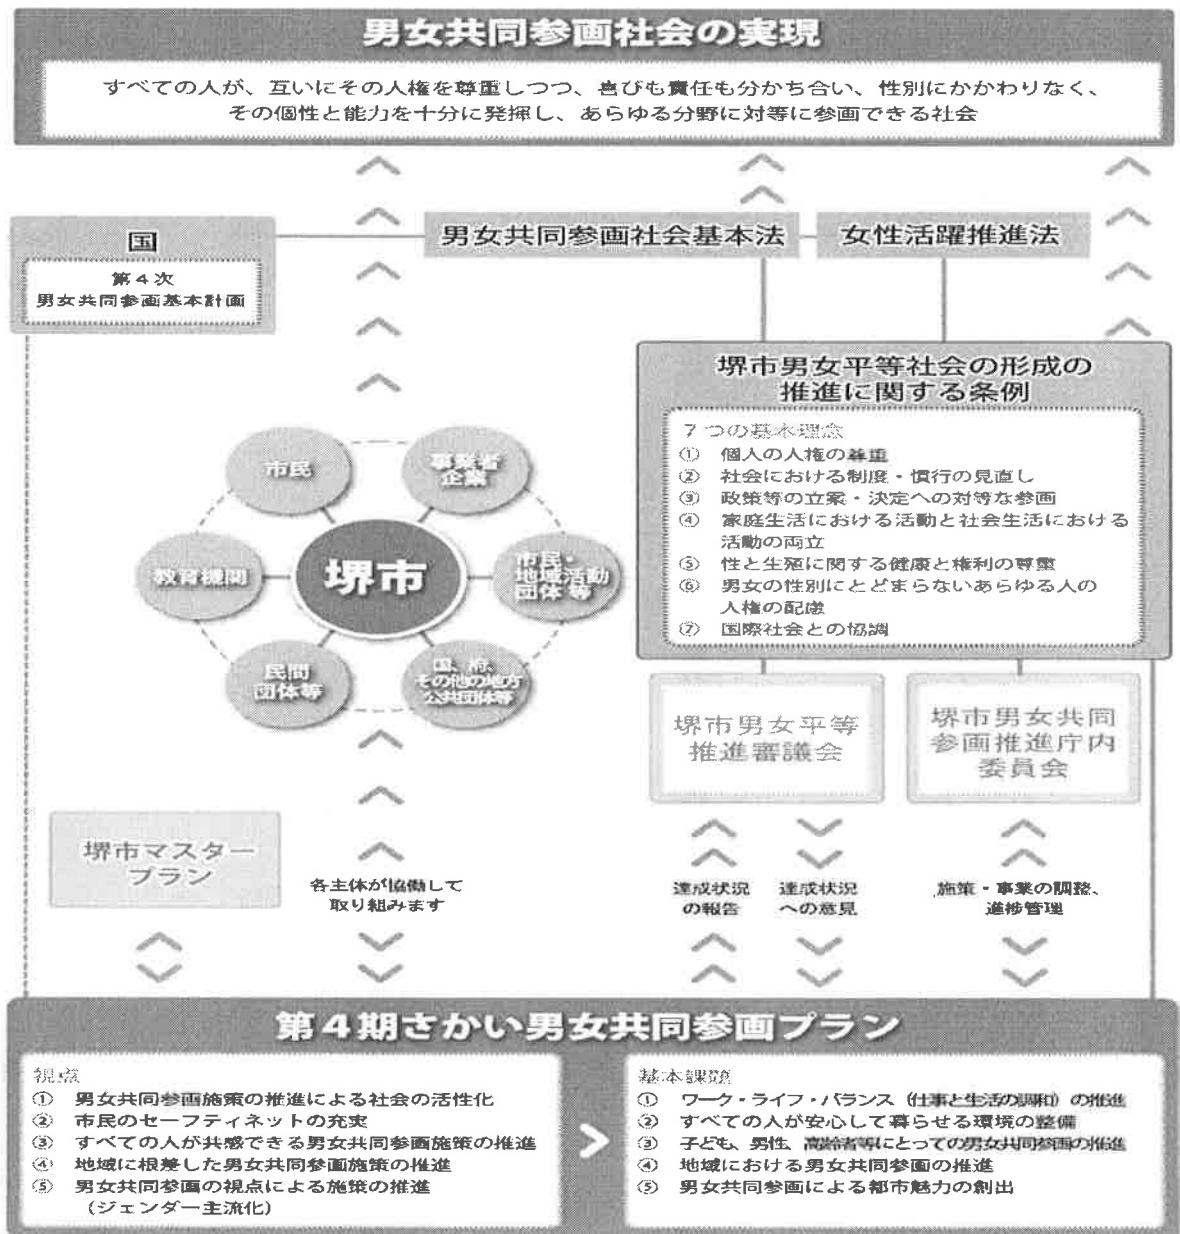 男女共同参画社会の実現
すべての人が、互いにその人権を尊重しつつ、喜びも責任も分かち合い、性別にかかわりなく、
その個性と能力を十分に発揮し、あらゆる分野に対等に参画できる社会
国
第4次
男女共同参画基本計画
男女共同参画社会基本法
女性活躍推進法
堺市男女平等社会の形成の
推進に関する条例
7つの基本理念
① 個人の人権の尊重
② 社会における制度・慣行の見直し
③ 政策等の立案・決定への対等な参画
④ 家庭生活における活動と社会生活における
活動の両立
⑤ 性と生殖に関する健康と権利の尊重
⑥ 男女の性別にとどまらないあらゆる人の
人権の配慮
⑦ 国際社会との協調
市民
事業者
企業
教育機関
堺市
市民・
地域活動
団体等
民間
団体等
国、府、
その他の地方
公共団体等
堺市男女平等
推進審議会
堺市男女共同
参画推進庁内
委員会
堺市マスター
プラン
各主体が協働して
取り組みます
達成状況
の報告
達成状況
への意見
施策・事業の調整、
進捗管理
第4期さかい男女共同参画プラン
視点
① 男女共同参画施策の推進による社会の活性化
② 市民のセーフティネットの充実
③ すべての人が共感できる男女共同参画施策の推進
④ 地域に根差した男女共同参画施策の推進
⑤ 男女共同参画の視点による施策の推進
(ジェンダー主流化)
基本課題
① ワーク・ライフ・バランス(仕事と生活の調和)の推進
② すべての人が安心して暮らせる環境の整備
③ 子ども、男性、高齢者等にとっての男女共同参画の推進
④ 地域における男女共同参画の推進
⑤ 男女共同参画による都市魅力の創出